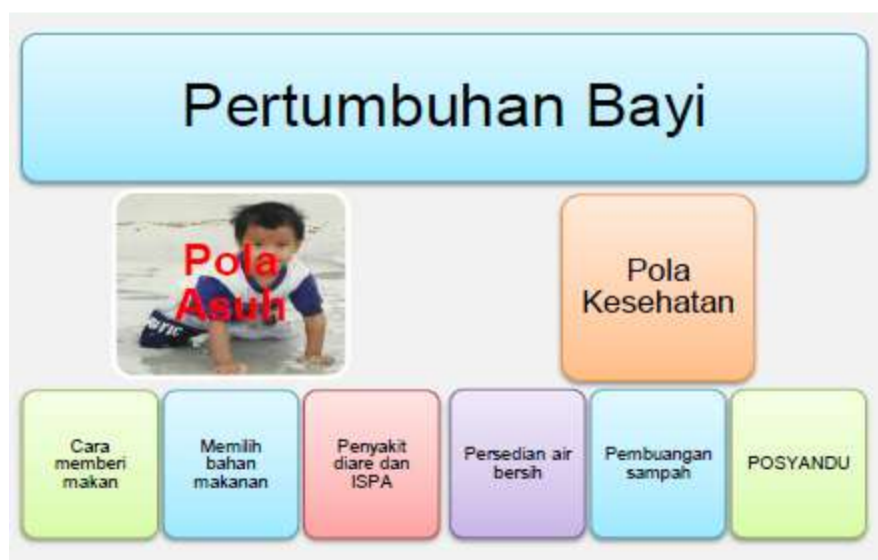 Pertumbuhan Bayi
Pola
Asuh
Pola
Kesehatan
Cara
memberi
makan
Memilih
bahan
makanan
Penyakit
diare dan
ISPA
Persedian air
bersih
Pembuangan
sampah
POSYANDU